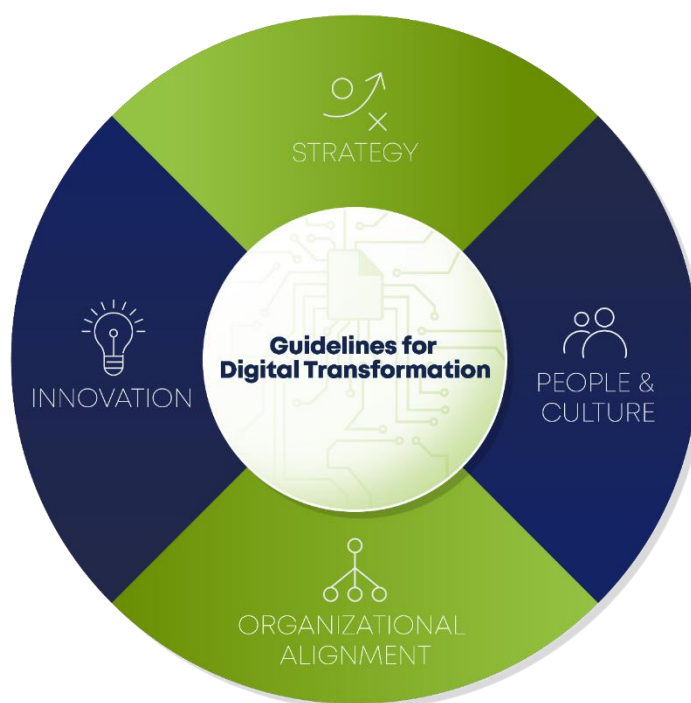 STRATEGY
Guidelines for
Digital Transformation
INNOVATION
PEOPLE &
CULTURE
ORGANIZATIONAL
ALIGNMENT